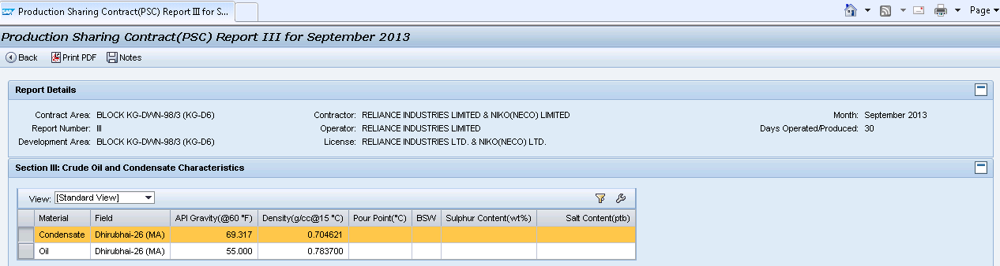 SAP Production Sharing Contract(PSC) Report III for S...
Page
Production Sharing Contract(PSC) Report III for September 2013
Back Print PDF Notes
Report Details
Contract Area: BLOCK KG-DWN-98/3 (KG-D6) Contractor: RELIANCE INDUSTRIES LIMITED & NIKO(NECO) LIMITED Month: September 2013
Report Number: III Operator: RELIANCE INDUSTRIES LIMITED Days Operated/Produced: 30
Development Area: BLOCK KG-DWN-98/3 (KG-D6) License: RELIANCE INDUSTRIES LTD. & NIKO(NECO) LTD.
Section III: Crude Oil and Condensate Characteristics
View: [Standard View]
Material Field API Gravity(@60 °F) Density(g/cc@15 °C) Pour Point(°C) BSW Sulphur Content(wt%) Salt Content(ptb)
Condensate Dhirubhai-26 (MA) 69.317 0.704621
Oil Dhirubhai-26 (MA) 55.000 0.783700